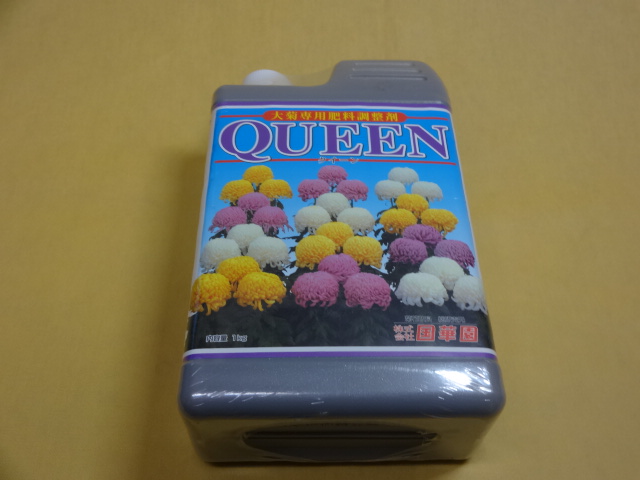 大菊専用肥料調整剤
QUEEN
クイーン
株式会社 国華園
内容量 1kg